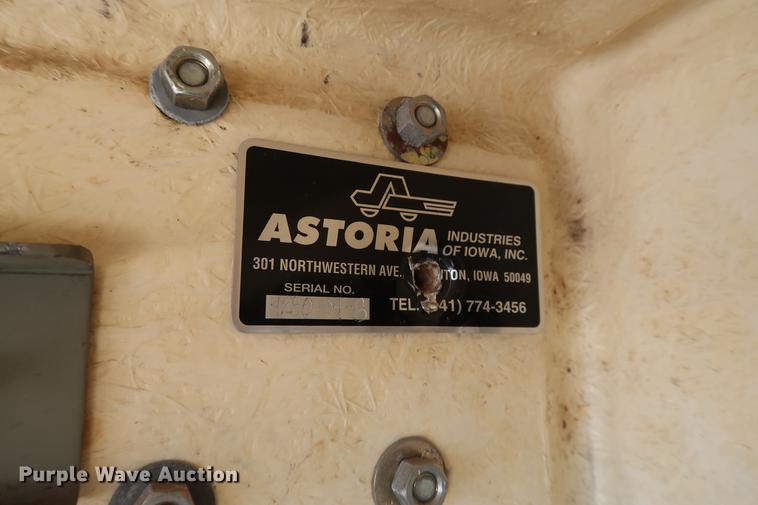 ASTORIA INDUSTRIES
OF IOWA, INC.
301 NORTHWESTERN AVE., NTON, IOWA 50049
SERIAL NO.
TEL. 41) 774-3456
Purple Wave Auction